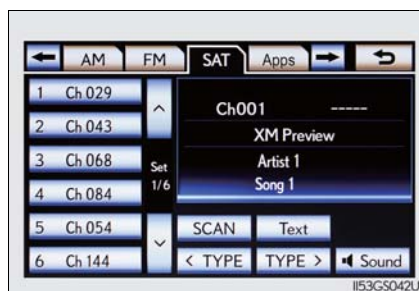 AM FM SAT Apps
1 Ch 029
2 Ch 043
3 Ch 068
4 Ch 084
5 Ch 054
6 Ch 144
Set
1/6
Ch001 -----
XM Preview
Artist 1
Song 1
SCAN Text
< TYPE TYPE > Sound
II53GS042U